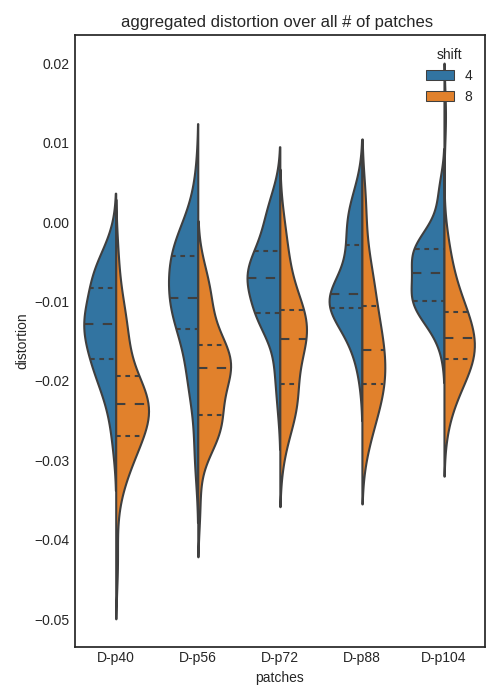 aggregated distortion over all # of patches
shift
4
8
0.02
0.01
0.00
−0.01
−0.02
−0.03
−0.04
−0.05
distortion
D-p40 D-p56 D-p72 D-p88 D-p104
patches